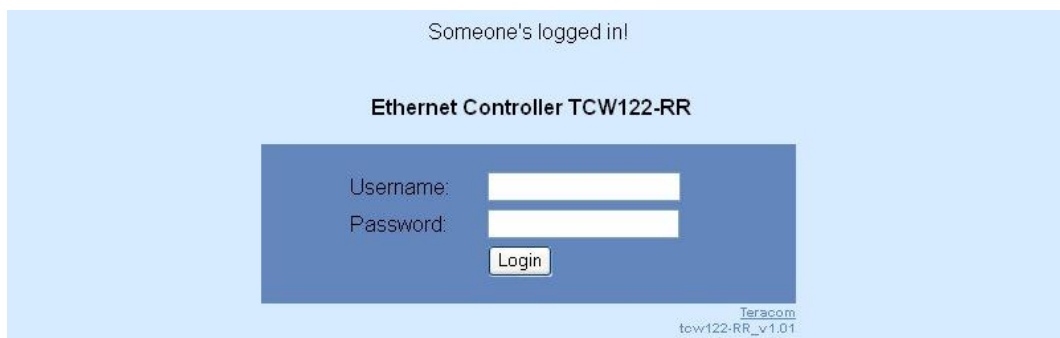 Someone's logged in!
Ethernet Controller TCW122-RR
Username:
Password:
Login
Teracom
tcw122-RR_v1.01